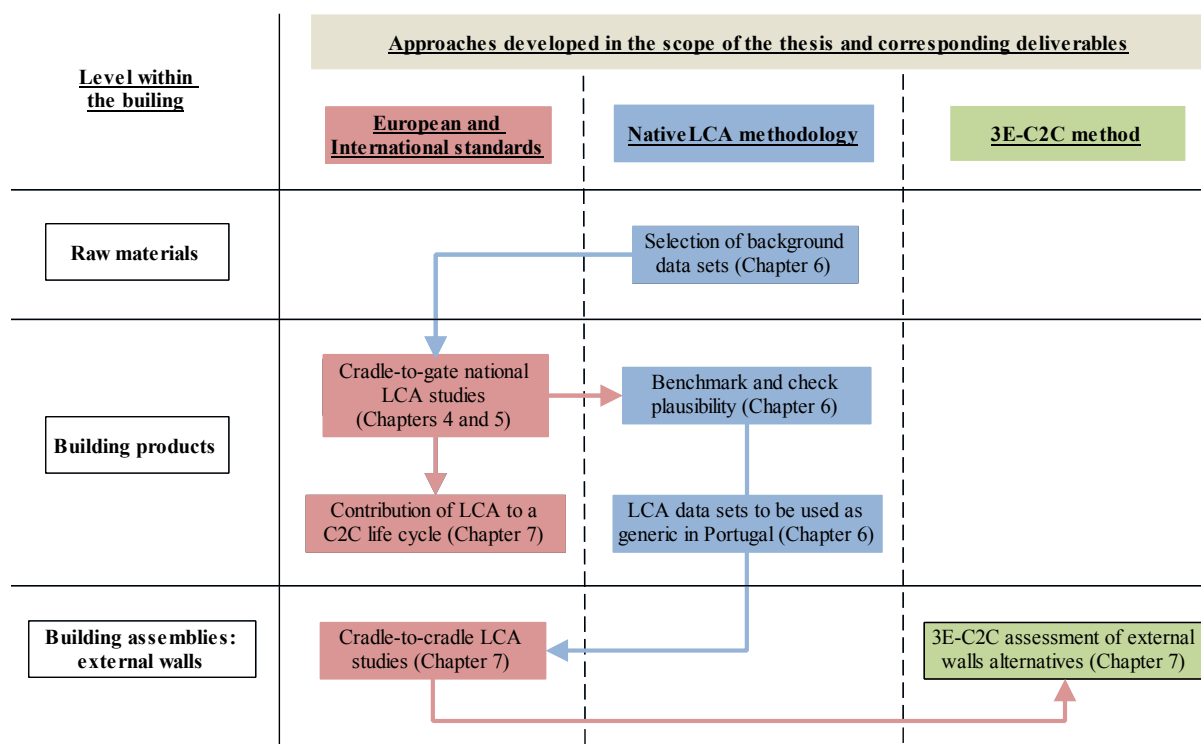 Approaches developed in the scope of the thesis and corresponding deliverables
Level within
the builing
European and
International standards
NativeLCA methodology
3E-C2C method
Raw materials
Selection of background
data sets (Chapter 6)
Building products
Cradle-to-gate national
LCA studies
(Chapters 4 and 5)
Benchmark and check
plausibility (Chapter 6)
Contribution of LCA to a
C2C life cycle (Chapter 7)
LCA data sets to be used as
generic in Portugal (Chapter 6)
Building assemblies:
external walls
Cradle-to-cradle LCA
studies (Chapter 7)
3E-C2C assessment of external
walls alternatives (Chapter 7)